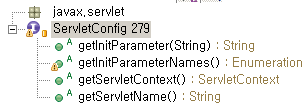 javax.servlet
ServletConfig 279
getInitParameter(String) : String
getInitParameterNames() : Enumeration
getServletContext() : ServletContext
getServletName() : String